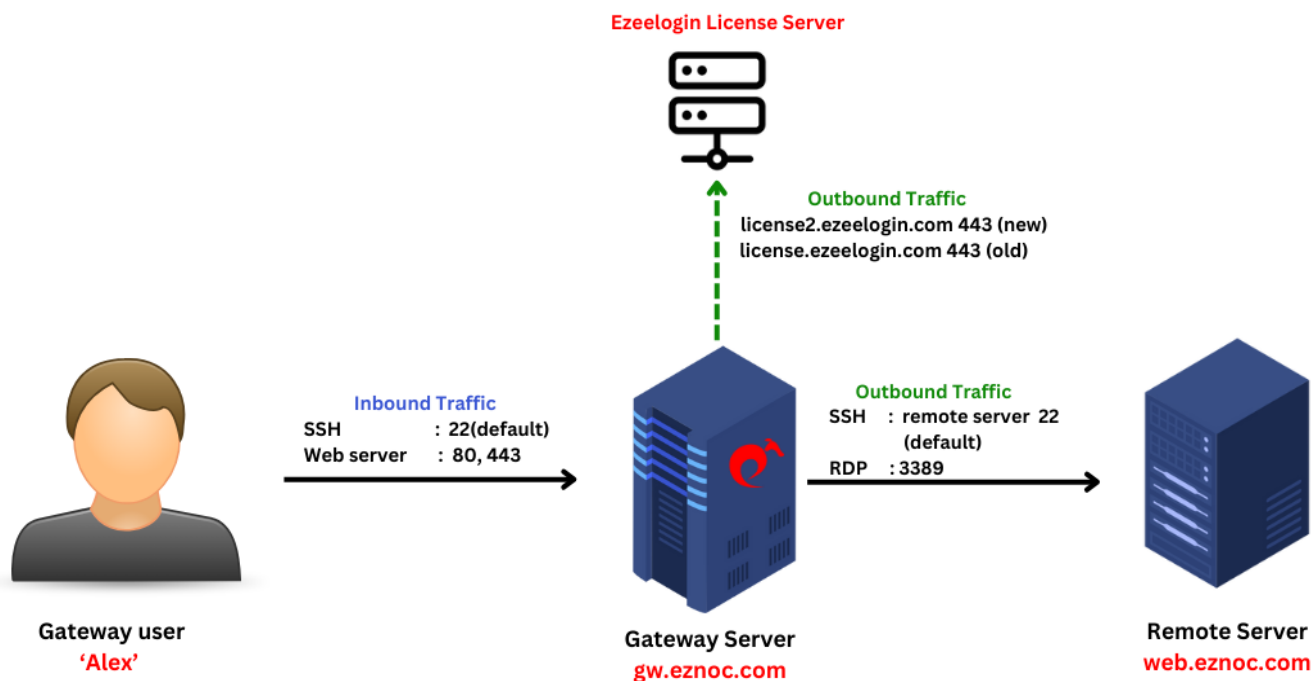 Ezeelogin License Server
Outbound Traffic
license2.ezeelogin.com 443 (new)
license.ezeelogin.com 443 (old)
Inbound Traffic
SSH : 22(default)
Web server : 80, 443
Outbound Traffic
SSH : remote server 22
(default)
RDP : 3389
Gateway user
‘Alex’
Gateway Server
gw.eznoc.com
Remote Server
web.eznoc.com